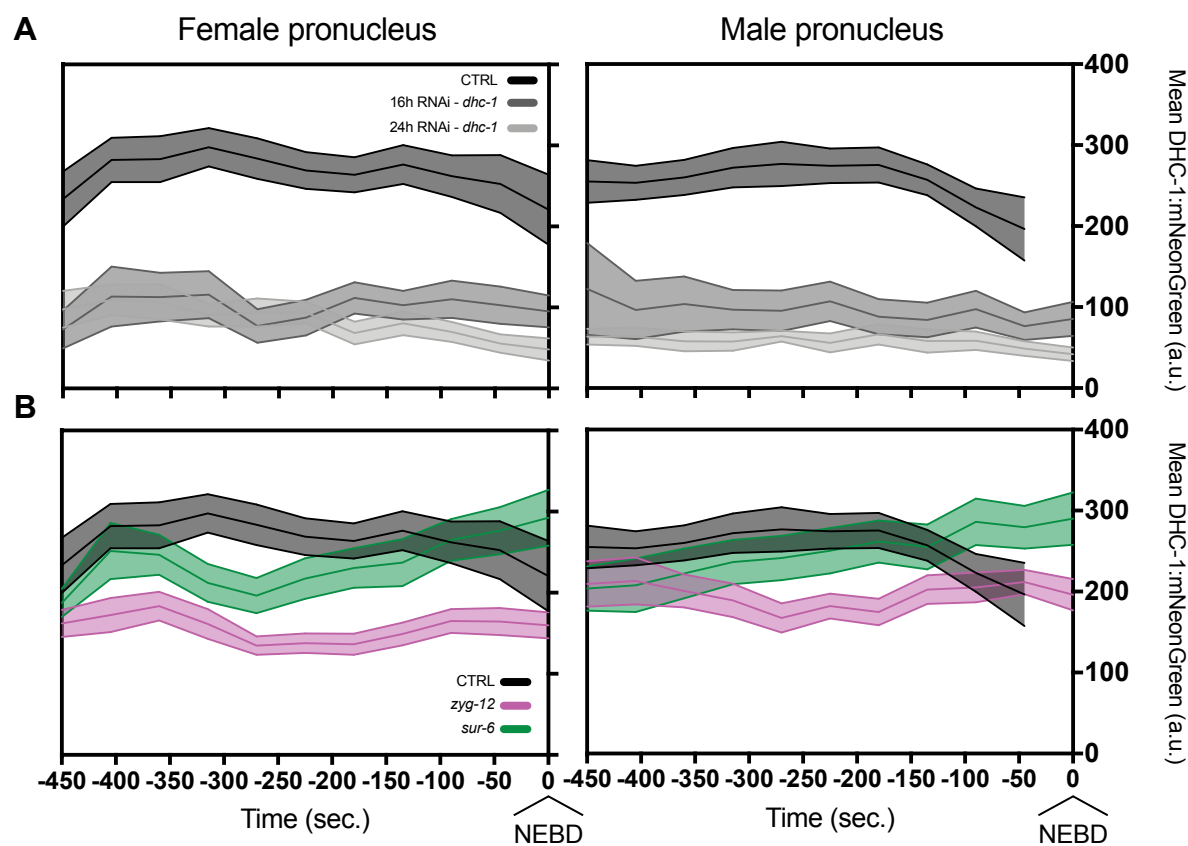 A
Female pronucleus
Male pronucleus
CTRL
16h RNAi - dhc-1
24h RNAi - dhc-1
400
300
200
100
0
Mean DHC-1:mNeonGreen (a.u.)
B
CTRL
zyg-12
sur-6
400
300
200
100
0
Mean DHC-1:mNeonGreen (a.u.)
-450 -400 -350 -300 -250 -200 -150 -100 -50 0
-450 -400 -350 -300 -250 -200 -150 -100 -50 0
Time (sec.)
NEBD
Time (sec.)
NEBD